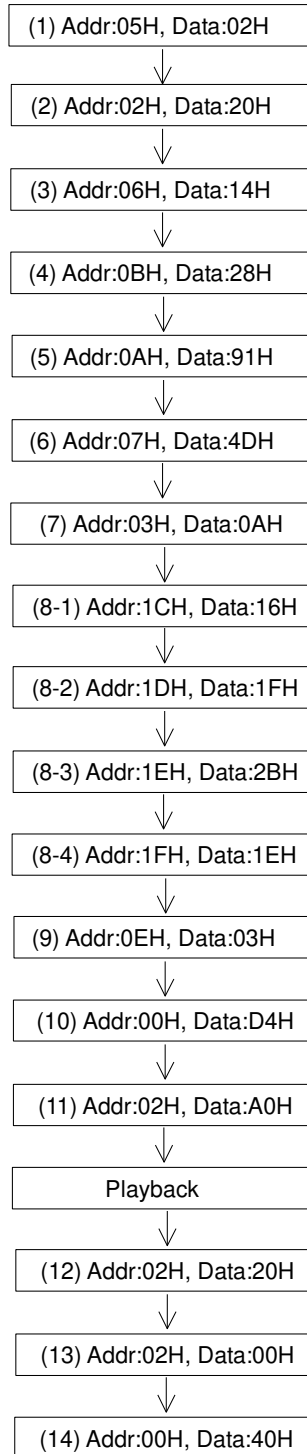 (1) Addr:05H, Data:02H
(2) Addr:02H, Data:20H
(3) Addr:06H, Data:14H
(4) Addr:0BH, Data:28H
(5) Addr:0AH, Data:91H
(6) Addr:07H, Data:4DH
(7) Addr:03H, Data:0AH
(8-1) Addr:1CH, Data:16H
(8-2) Addr:1DH, Data:1FH
(8-3) Addr:1EH, Data:2BH
(8-4) Addr:1FH, Data:1EH
(9) Addr:0EH, Data:03H
(10) Addr:00H, Data:D4H
(11) Addr:02H, Data:A0H
Playback
(12) Addr:02H, Data:20H
(13) Addr:02H, Data:00H
(14) Addr:00H, Data:40H